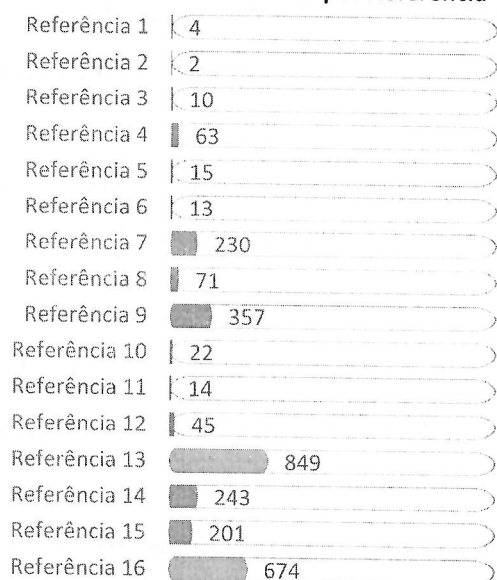 Referência 1 4
Referência 2 2
Referência 3 10
Referência 4 63
Referência 5 15
Referência 6 13
Referência 7 230
Referência 8 71
Referência 9 357
Referência 10 22
Referência 11 14
Referência 12 45
Referência 13 849
Referência 14 243
Referência 15 201
Referência 16 674